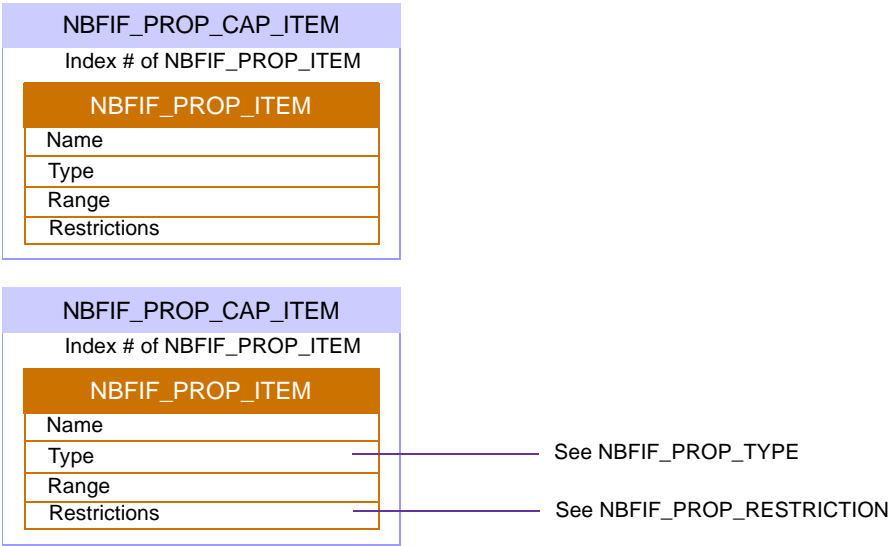 NBFIF_PROP_CAP_ITEM
Index # of NBFIF_PROP_ITEM
NBFIF_PROP_ITEM
Name
Type
Range
Restrictions
NBFIF_PROP_CAP_ITEM
Index # of NBFIF_PROP_ITEM
NBFIF_PROP_ITEM
Name
Type
See NBFIF_PROP_TYPE
Range
Restrictions
See NBFIF_PROP_RESTRICTION